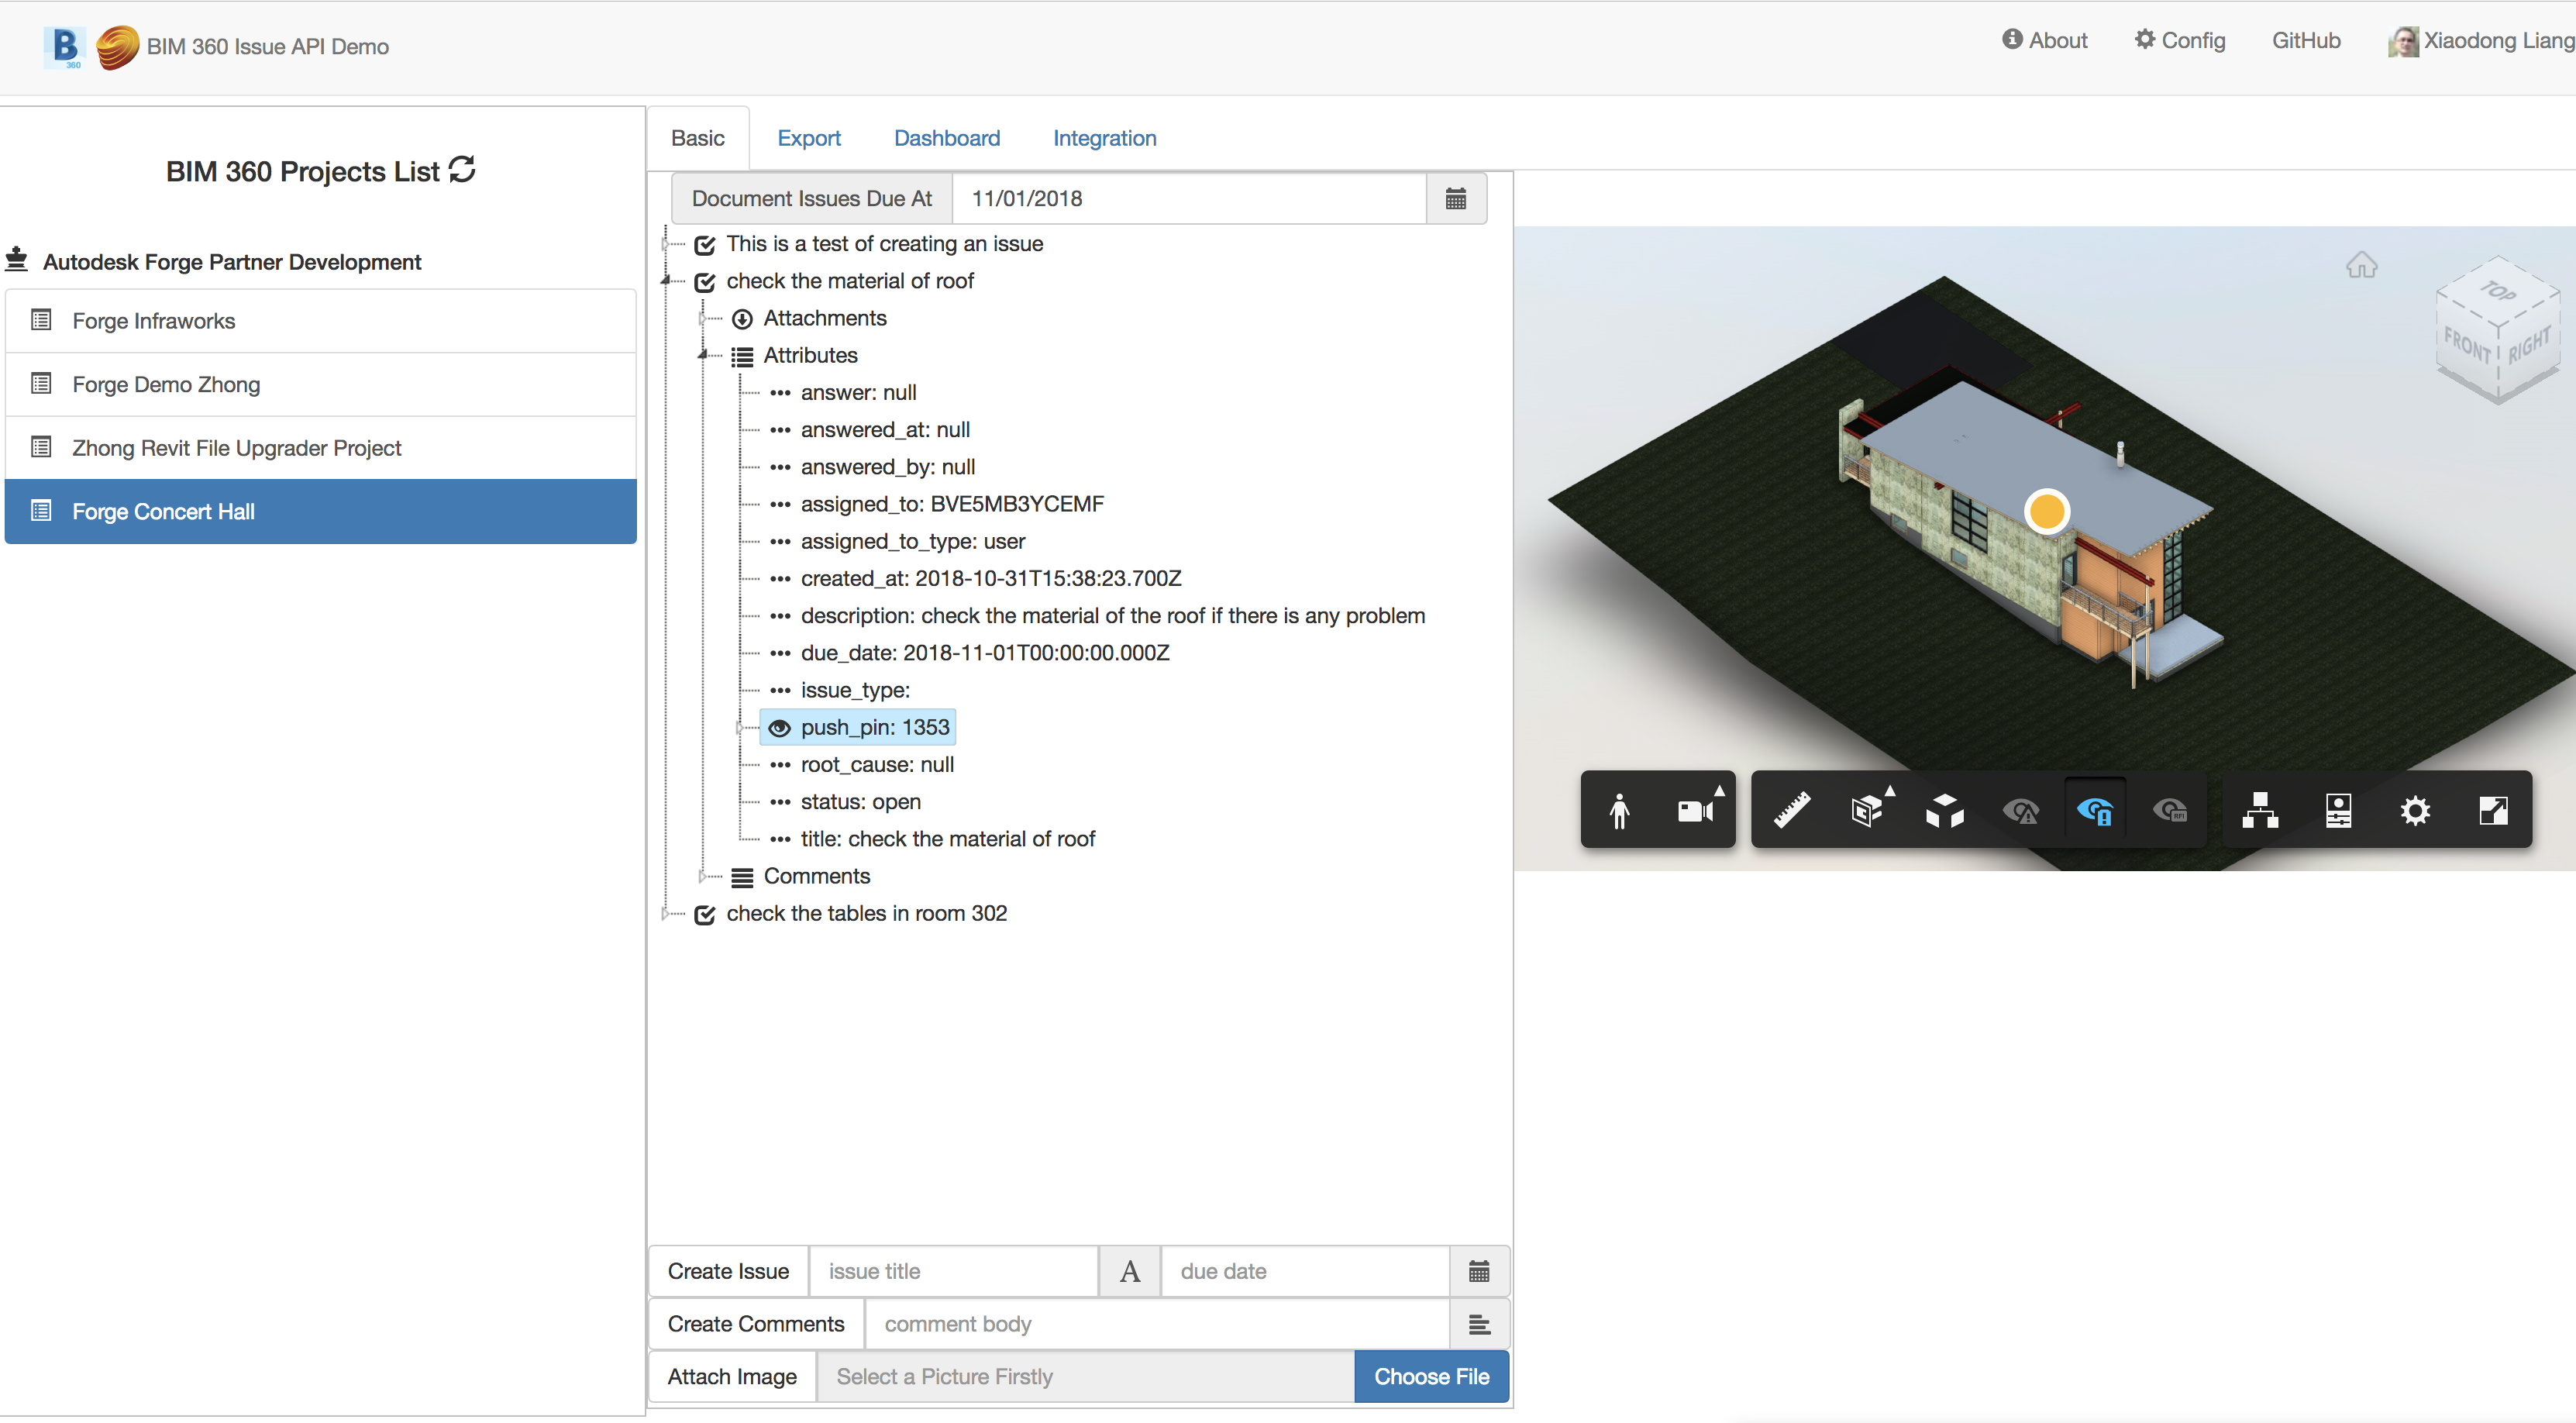 B
360
BIM 360 Issue API Demo
About
Config
GitHub
Xiaodong Liang
BIM 360 Projects List
Autodesk Forge Partner Development
Forge Infraworks
Forge Demo Zhong
Zhong Revit File Upgrader Project
Forge Concert Hall
Basic
Export
Dashboard
Integration
Document Issues Due At
11/01/2018
This is a test of creating an issue
check the material of roof
Attachments
Attributes
answer: null
answered_at: null
answered_by: null
assigned_to: BVE5MB3YCEMF
assigned_to_type: user
created_at: 2018-10-31T15:38:23.700Z
description: check the material of the roof if there is any problem
due_date: 2018-11-01T00:00:00.000Z
issue_type:
push_pin: 1353
root_cause: null
status: open
title: check the material of roof
Comments
check the tables in room 302
Create Issue
issue title
A
due date
Create Comments
comment body
Attach Image
Select a Picture Firstly
Choose File
TOP
FRONT
RIGHT
RFI